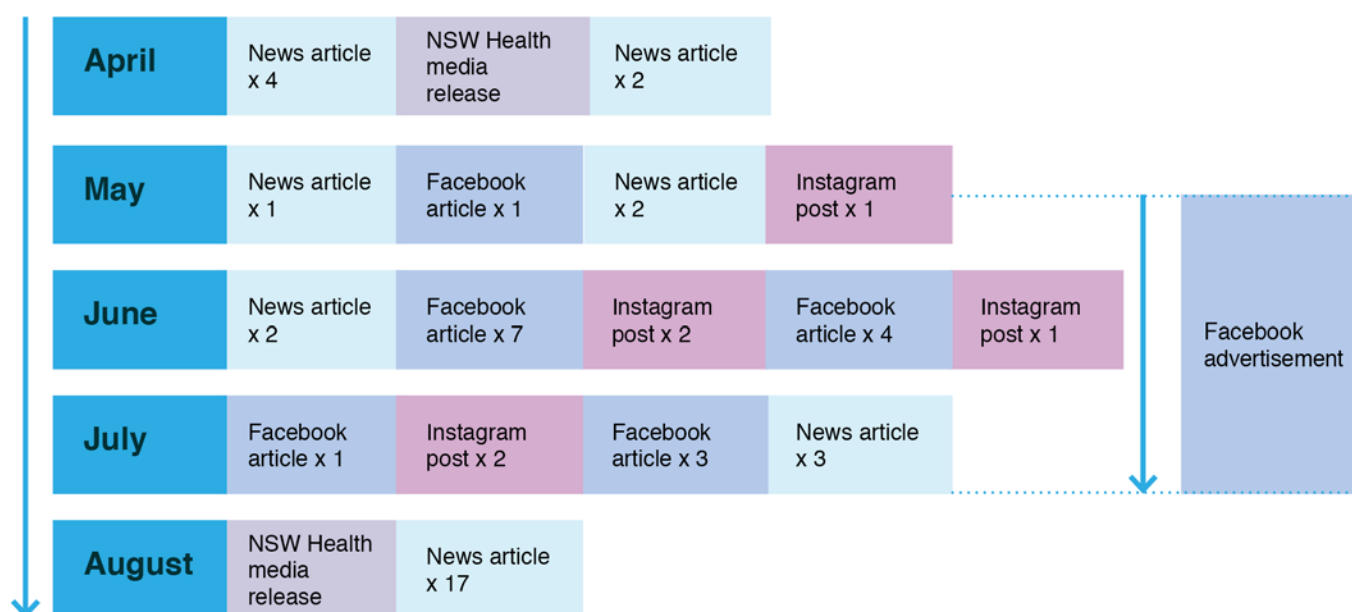 April
News article
x 4
NSW Health
media
release
News article
x 2
May
News article
x 1
Facebook
article x 1
News article
x 2
Instagram
post x 1
June
News article
x 2
Facebook
article x 7
Instagram
post x 2
Facebook
article x 4
Instagram
post x 1
Facebook
advertisement
July
Facebook
article x 1
Instagram
post x 2
Facebook
article x 3
News article
x 3
August
NSW Health
media
release
News article
x 17